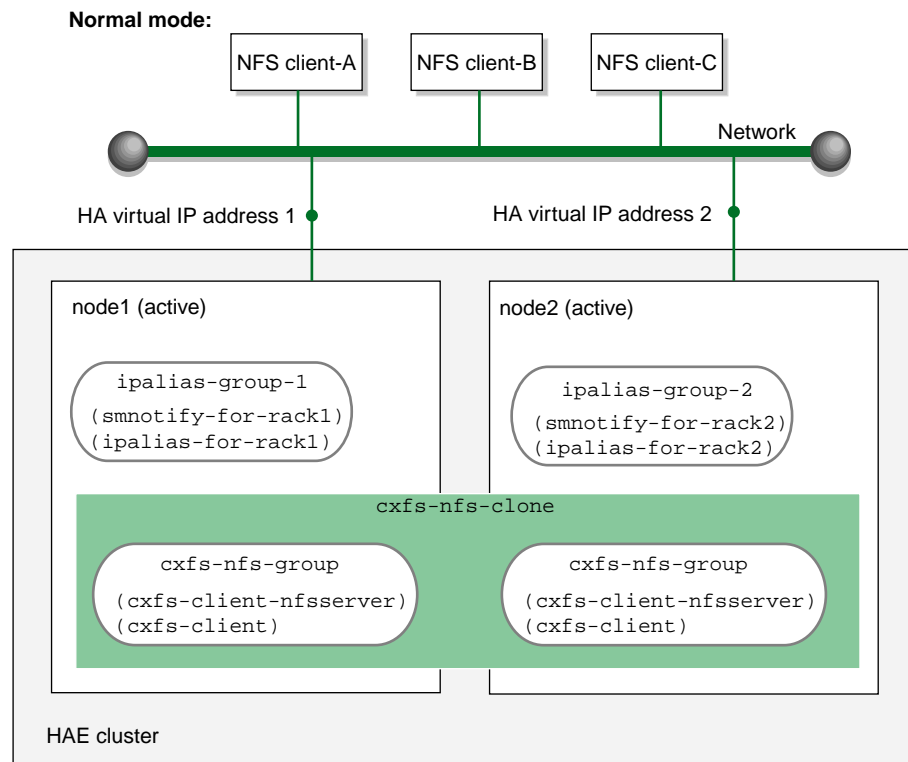 Normal mode:
NFS client-A
NFS client-B
NFS client-C
Network
HA virtual IP address 1
HA virtual IP address 2
node1 (active)
node2 (active)
ipalias-group-1
(smnotify-for-rack1)
(ipalias-for-rack1)
ipalias-group-2
(smnotify-for-rack2)
(ipalias-for-rack2)
cxfs-nfs-clone
cxfs-nfs-group
(cxfs-client-nfsserver)
(cxfs-client)
cxfs-nfs-group
(cxfs-client-nfsserver)
(cxfs-client)
HAE cluster